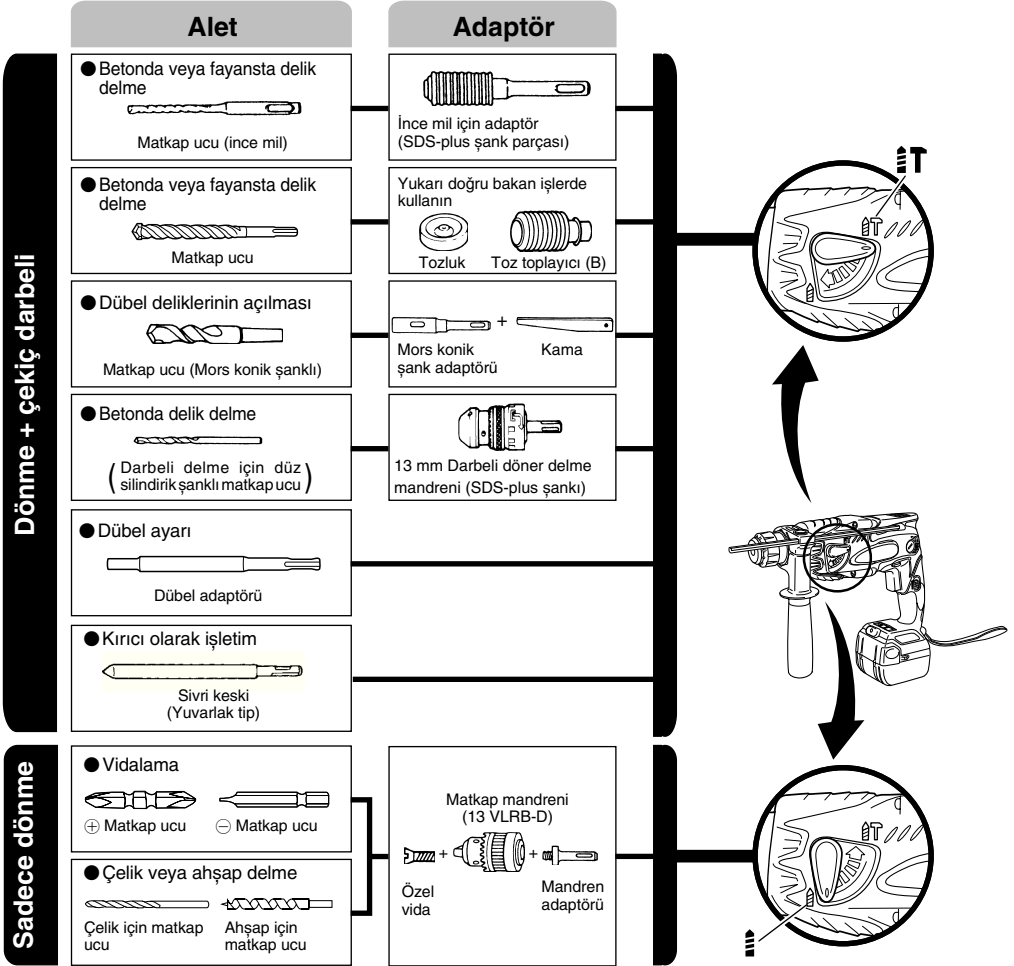 Alet
Adaptör
Dönme + çekiç darbeli
● Betonda veya fayansta delik
delme
Matkap ucu (ince mil)
İnce mil için adaptör
(SDS-plus şank parçası)
● Betonda veya fayansta delik
delme
Matkap ucu
Yukarı doğru bakan işlerde
kullanın
Tozluk
Toz toplayıcı (B)
● Dübel deliklerinin açılması
Matkap ucu (Mors konik şanklı)
+
Mors konik
şank adaptörü
Kama
● Betonda delik delme
(Darbeli delme için düz
silindirik şanklı matkap ucu)
13 mm Darbeli döner delme
mandreni (SDS-plus şankı)
● Dübel ayarı
Dübel adaptörü
● Kırıcı olarak işletim
Sivri keski
(Yuvarlak tip)
Sadece dönme
● Vidalama
⊕ Matkap ucu
⊖ Matkap ucu
● Çelik veya ahşap delme
Çelik için matkap
ucu
Ahşap için
matkap ucu
Matkap mandreni
(13 VLRB-D)
+ +
Özel
vida
Mandren
adaptörü